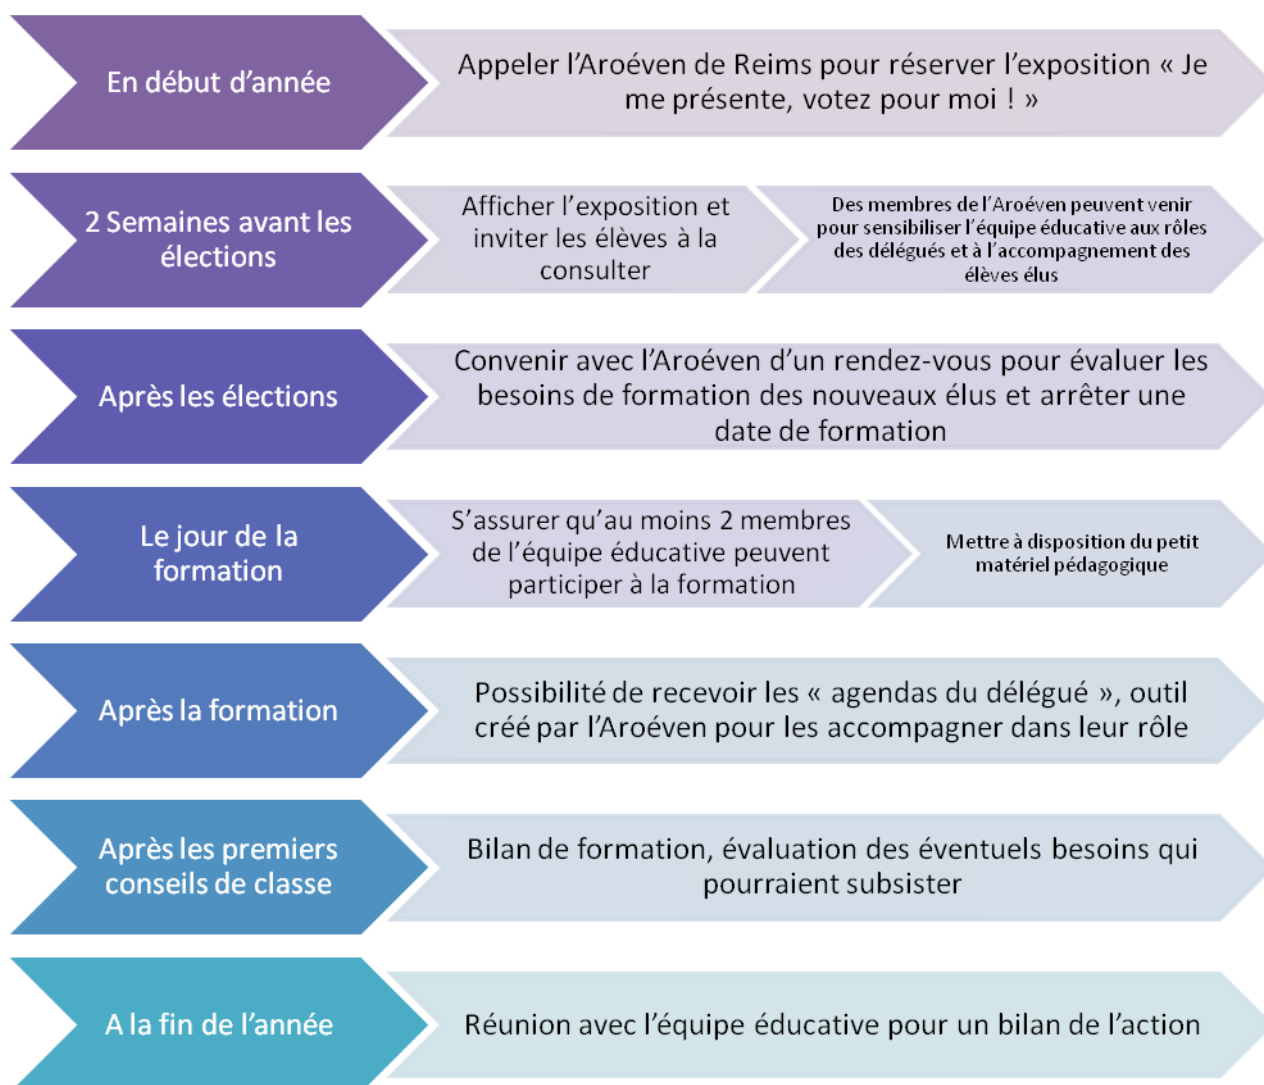 En début d'année
Appeler l'Aroéven de Reims pour réserver l'exposition « Je
me présente, votez pour moi ! »
2 Semaines avant les
élections
Afficher l'exposition et
inviter les élèves à la
consulter
Des membres de l'Aroéven peuvent venir
pour sensibiliser l'équipe éducative aux rôles
des délégués et à l'accompagnement des
élèves élus
Après les élections
Convenir avec l'Aroéven d'un rendez-vous pour évaluer les
besoins de formation des nouveaux élus et arrêter une
date de formation
Le jour de la
formation
S'assurer qu'au moins 2 membres
de l'équipe éducative peuvent
participer à la formation
Mettre à disposition du petit
matériel pédagogique
Après la formation
Possibilité de recevoir les « agendas du délégué », outil
créé par l'Aroéven pour les accompagner dans leur rôle
Après les premiers
conseils de classe
Bilan de formation, évaluation des éventuels besoins qui
pourraient subsister
A la fin de l'année
Réunion avec l'équipe éducative pour un bilan de l'action